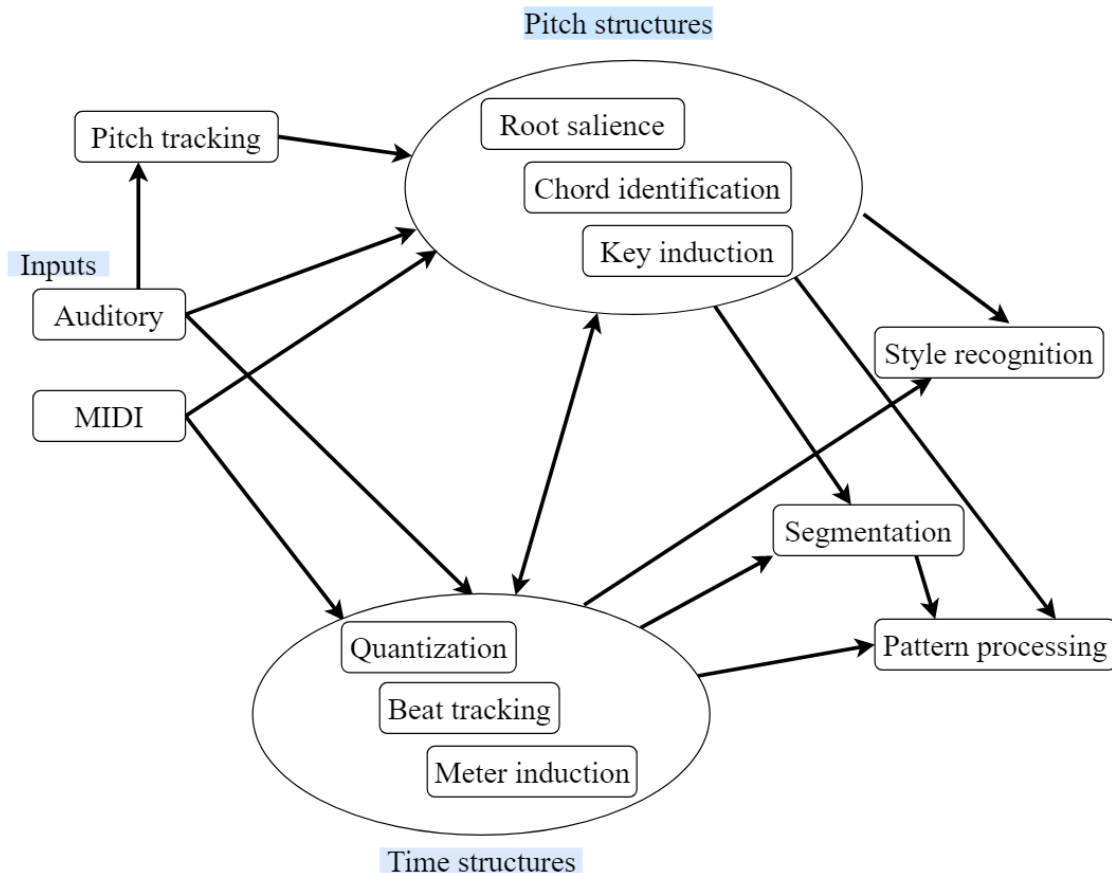 Pitch structures
Root salience
Pitch tracking
Chord identification
Key induction
Inputs
Auditory
Style recognition
MIDI
Segmentation
Quantization
Pattern processing
Beat tracking
Meter induction
Time structures